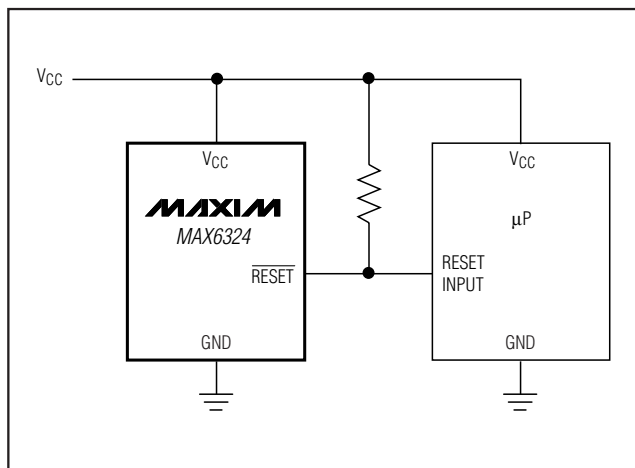 VCC
VCC
MAXIM
MAX6324
RESET
GND
VCC
μP
RESET
INPUT
GND